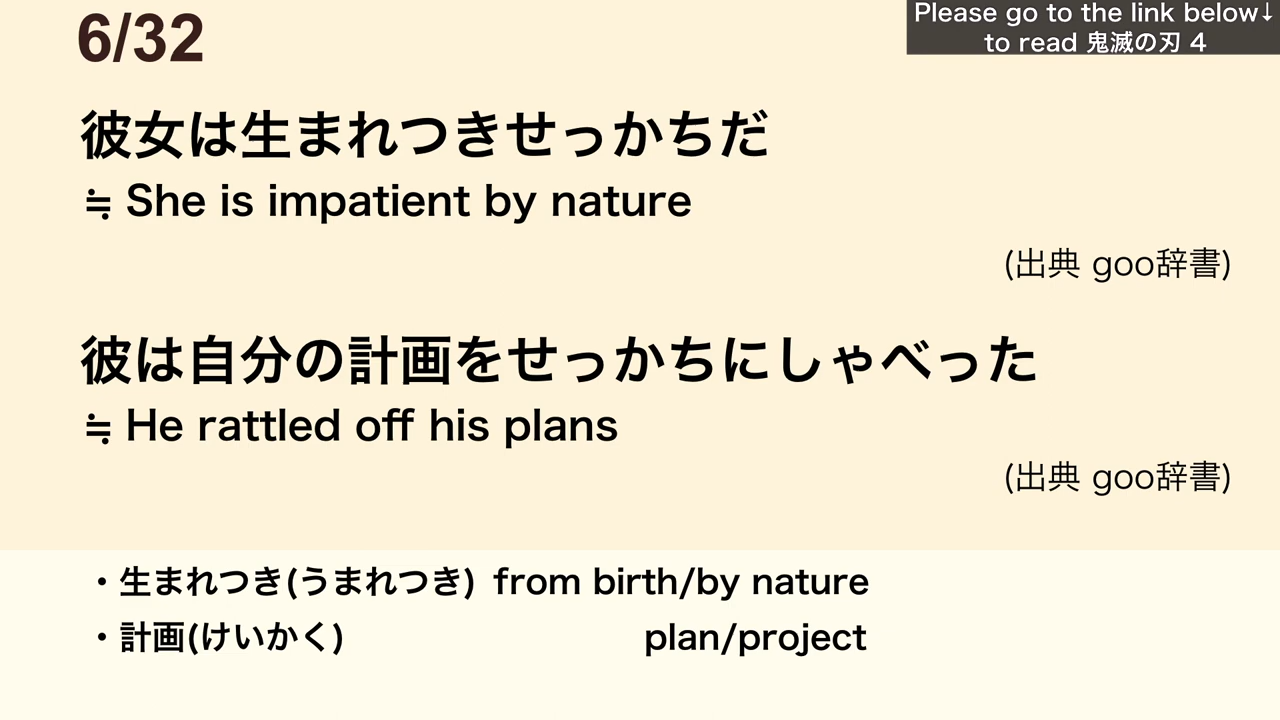 6/32
Please go to the link below↓
to read 鬼滅の刃 4
彼女は生まれつきせっかちだ
≒ She is impatient by nature
(出典 goo辞書)
彼は自分の計画をせっかちにしゃべった
≒ He rattled off his plans
(出典 goo辞書)
・生まれつき(うまれつき) from birth/by nature
・計画(けいかく) plan/project